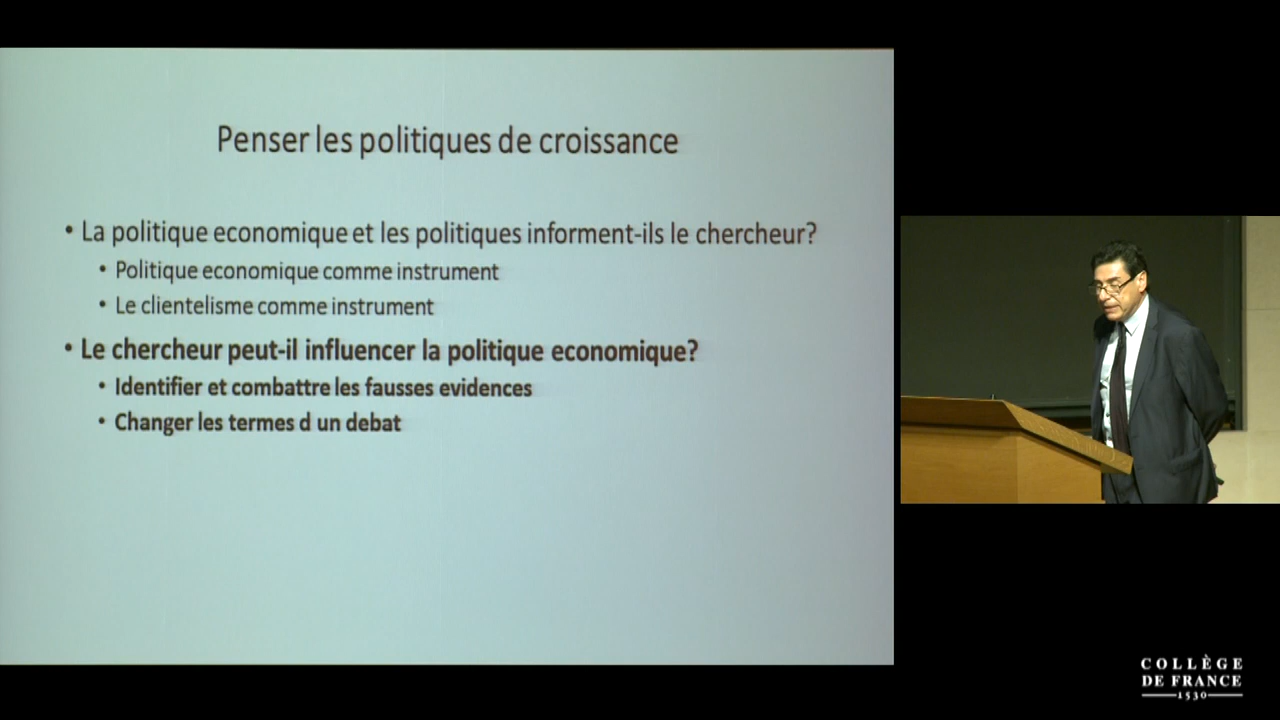 Penser les politiques de croissance
• La politique economique et les politiques informent-ils le chercheur?
• Politique economique comme instrument
• Le clientelisme comme instrument
• Le chercheur peut-il influencer la politique economique?
• Identifier et combattre les fausses evidences
• Changer les termes d un debat
COLLÈGE
DE FRANCE
1530